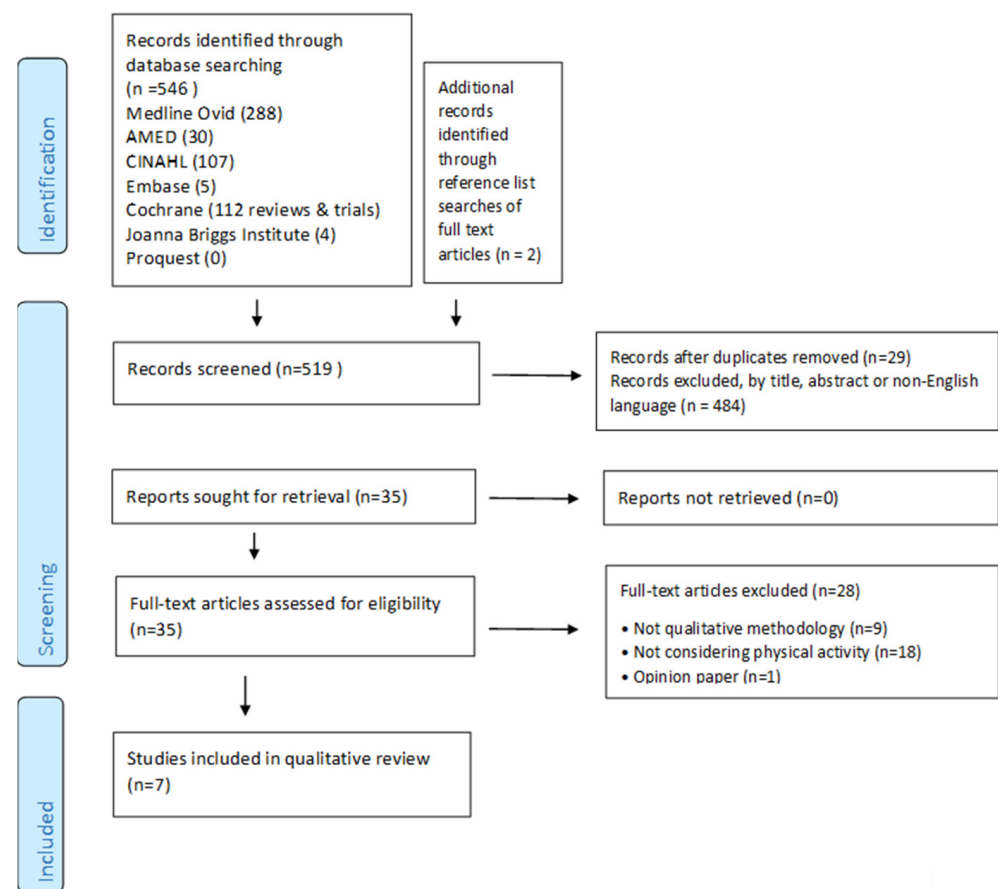 Identification
Records identified through
database searching
(n =546 )
Medline Ovid (288)
AMED (30)
CINAHL (107)
Embase (5)
Cochrane (112 reviews & trials)
Joanna Briggs Institute (4)
Proquest (0)
Additional
records
identified
through
reference list
searches of
full text
articles (n = 2)
Screening
Records screened (n=519 )
Records after duplicates removed (n=29)
Records excluded, by title, abstract or non-English
language (n = 484)
Reports sought for retrieval (n=35)
Reports not retrieved (n=0)
Full-text articles assessed for eligibility
(n=35)
Full-text articles excluded (n=28)
• Not qualitative methodology (n=9)
• Not considering physical activity (n=18)
• Opinion paper (n=1)
Included
Studies included in qualitative review
(n=7)